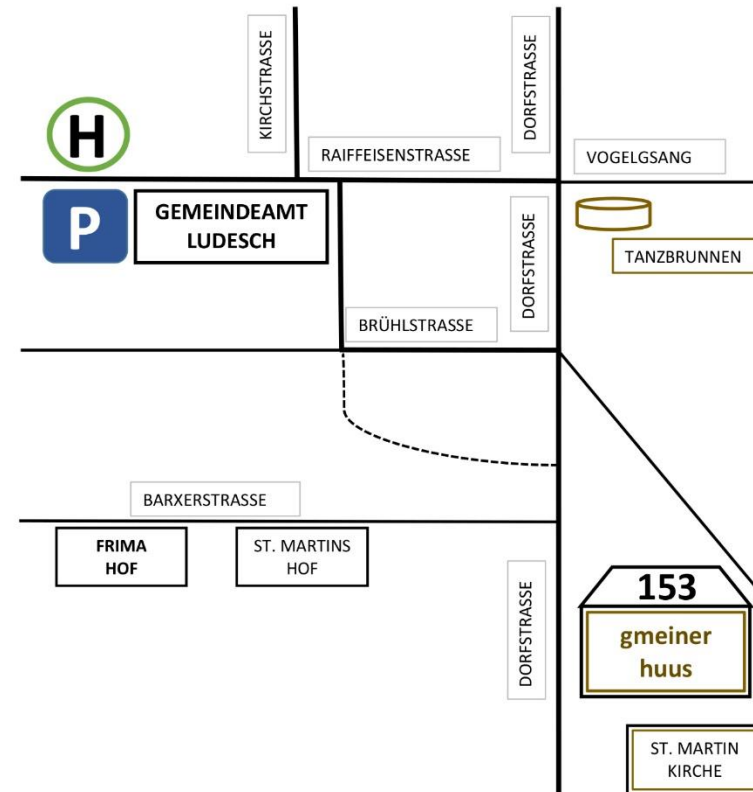 KIRCHSTRASSE
DORFSTRASSE
H
RAIFFEISENSTRASSE
VOGELGSANG
P
GEMEINDEAMT
LUDESCH
DORFSTRASSE
TANZBRUNNEN
BRÜHLSTRASSE
BARXERSTRASSE
FRIMA
HOF
ST. MARTINS
HOF
DORFSTRASSE
153
gmeiner
huus
ST. MARTIN
KIRCHE